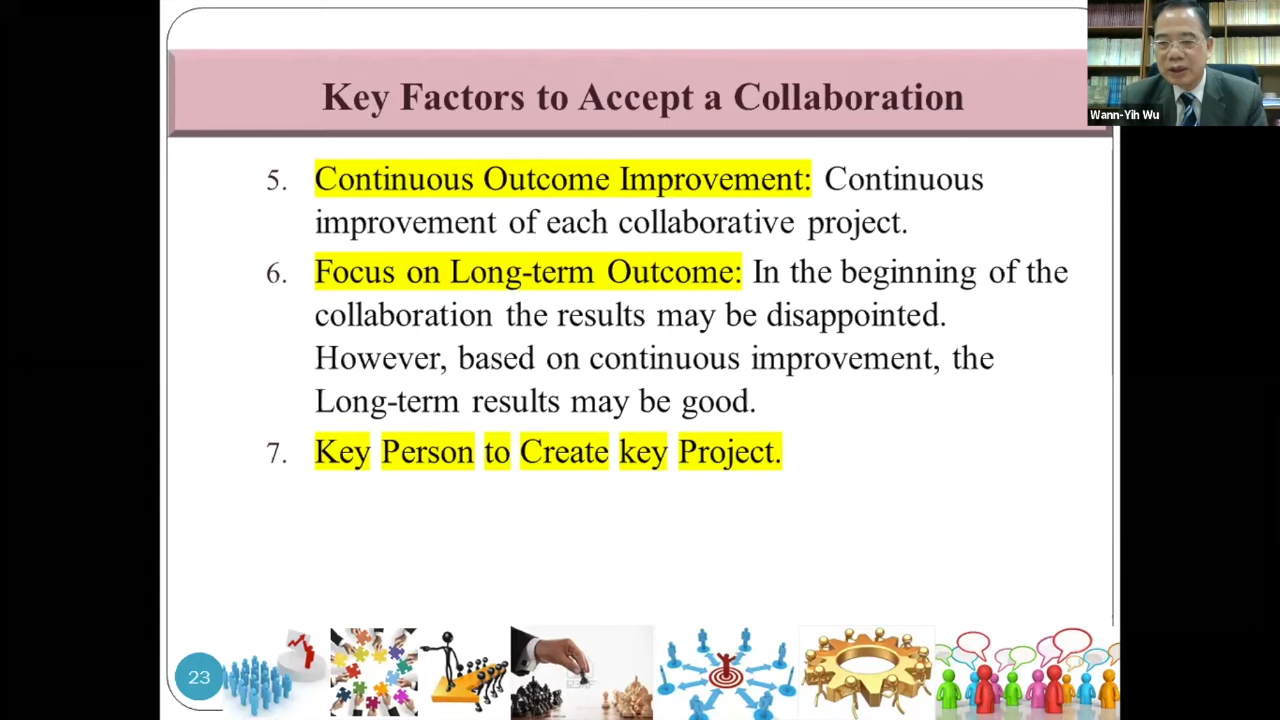 Key Factors to Accept a Collaboration
Wann-Yih Wu
5. Continuous Outcome Improvement: Continuous
improvement of each collaborative project.
6. Focus on Long-term Outcome: In the beginning of the
collaboration the results may be disappointed.
However, based on continuous improvement, the
Long-term results may be good.
7. Key Person to Create key Project.
23